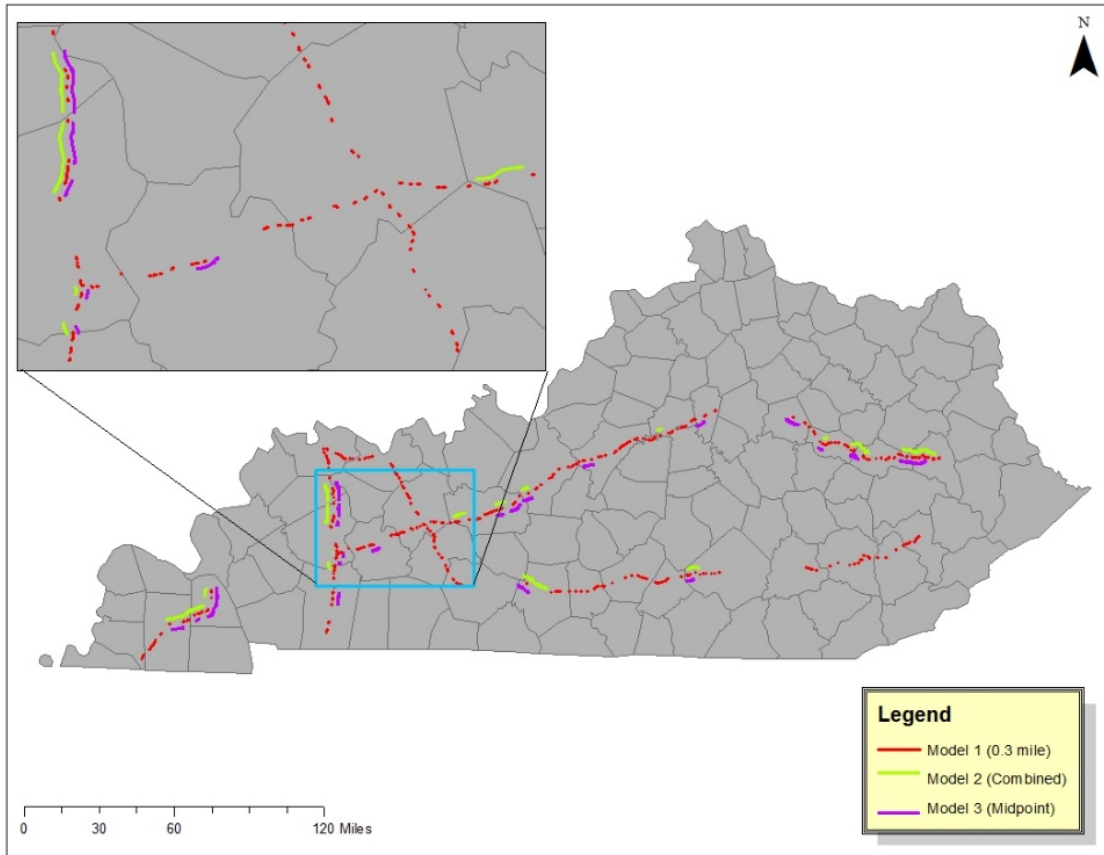 N
Legend
Model 1 (0.3 mile)
Model 2 (Combined)
Model 3 (Midpoint)
0 30 60 120 Miles